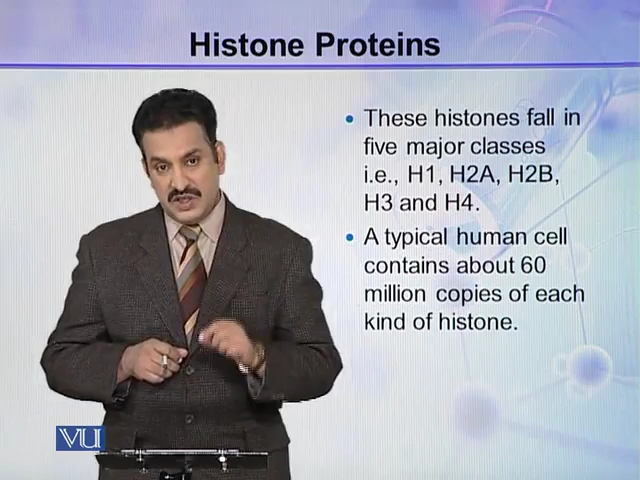 Histone Proteins
• These histones fall in
five major classes
i.e., H1, H2A, H2B,
H3 and H4.
• A typical human cell
contains about 60
million copies of each
kind of histone.
VU